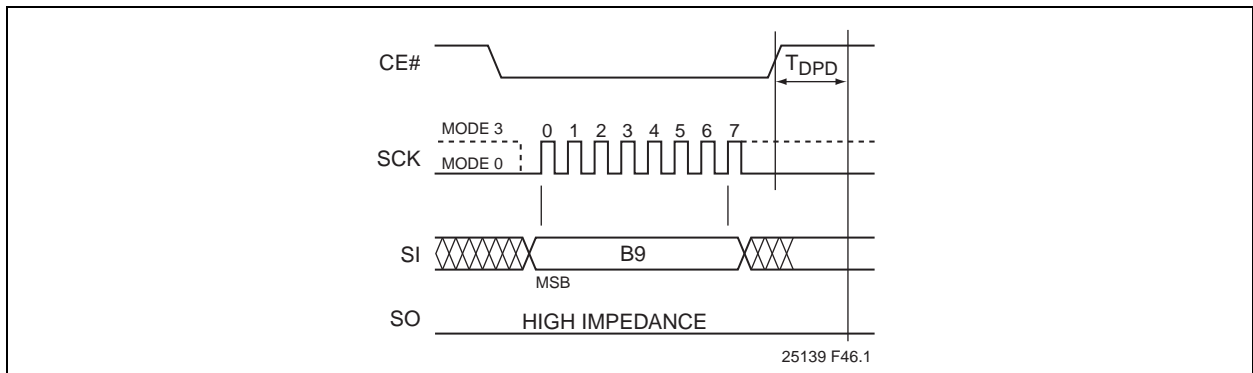 CE#
TDPD
MODE 3
0 1 2 3 4 5 6 7
SCK
MODE 0
SI
B9
MSB
SO
HIGH IMPEDANCE
25139 F46.1